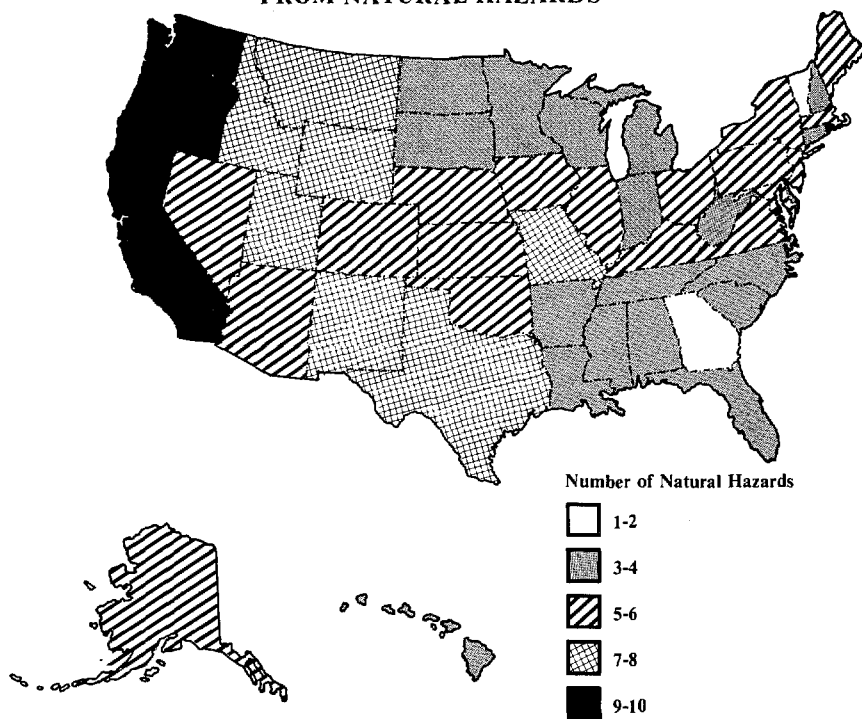 FROM NATURAL HAZARDS
Number of Natural Hazards
1-2
3-4
5-6
7-8
9-10